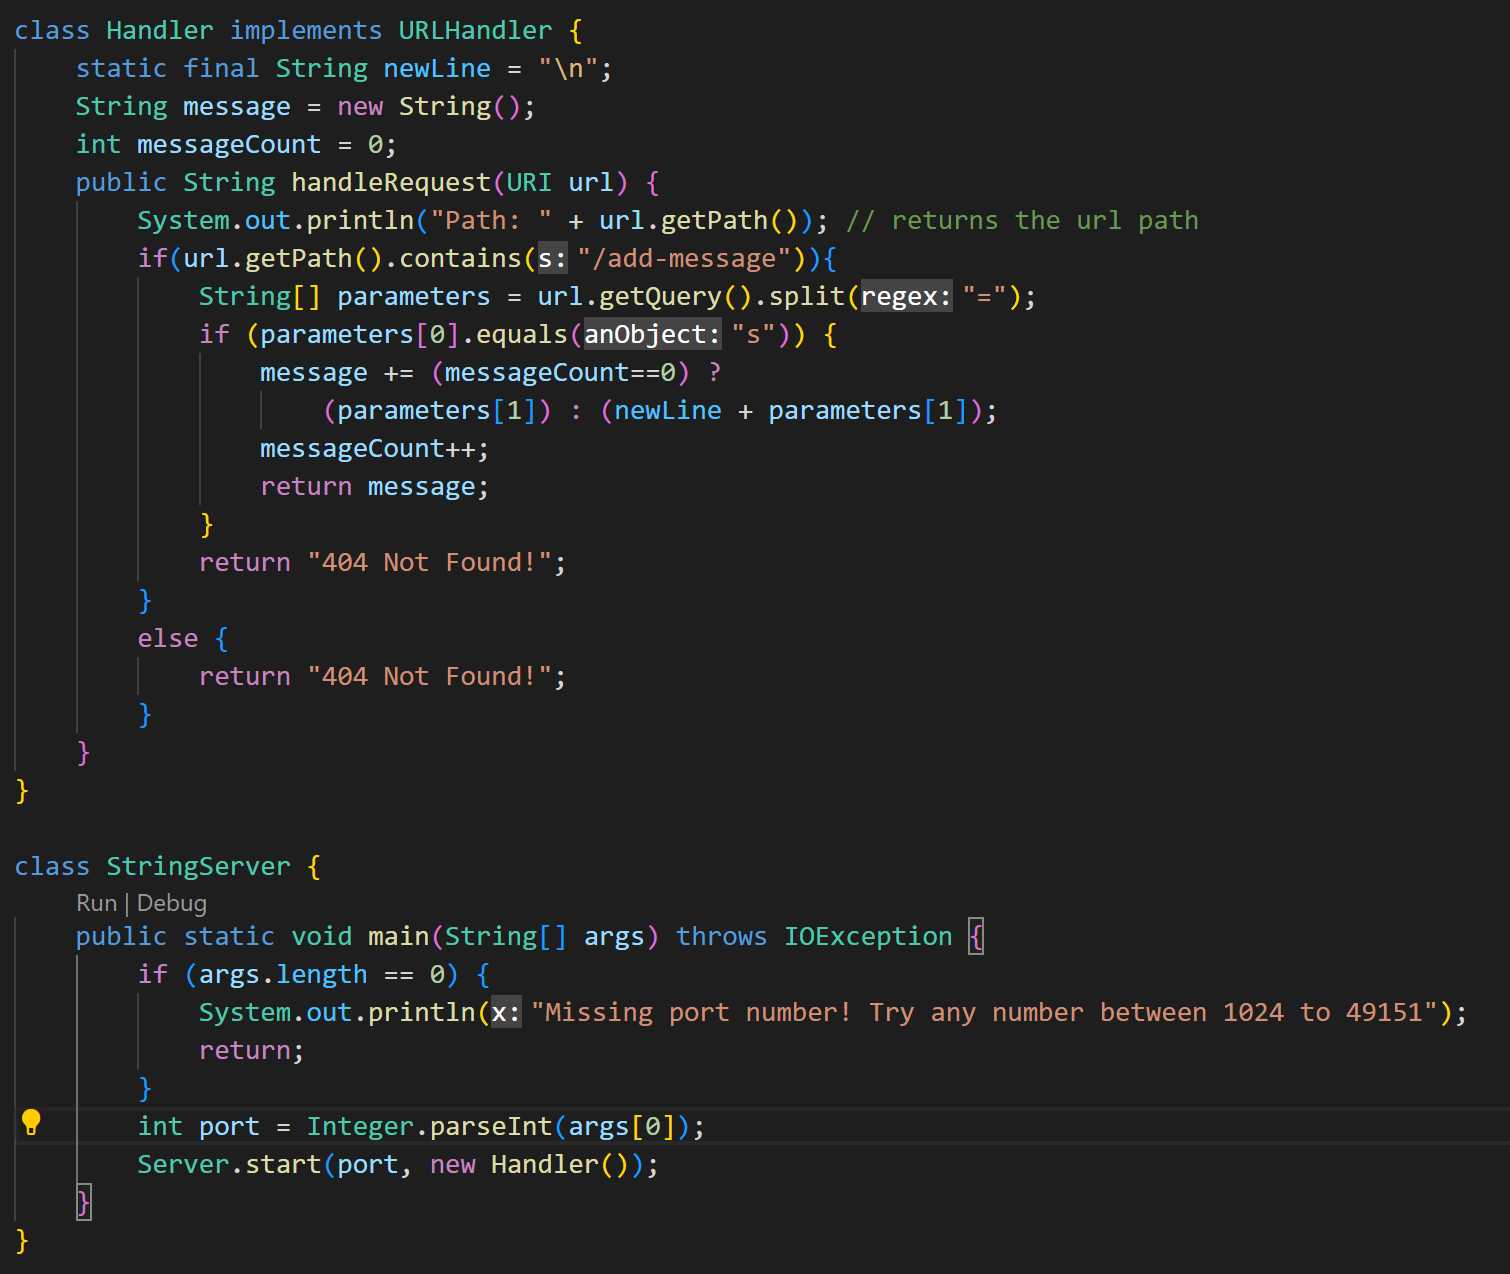 class Handler implements URLHandler {
    static final String newLine = "\n";
    String message = new String();
    int messageCount = 0;
    public String handleRequest(URI url) {
        System.out.println("Path: " + url.getPath()); // returns the url path
        if(url.getPath().contains(s: "/add-message")){
            String[] parameters = url.getQuery().split(regex: "=");
            if (parameters[0].equals(anObject: "s")) {
                message += (messageCount==0) ?
                    (parameters[1]) : (newLine + parameters[1]);
                messageCount++;
                return message;
            }
            return "404 Not Found!";
        }
        else {
            return "404 Not Found!";
        }
    }
}

class StringServer {
    Run | Debug
    public static void main(String[] args) throws IOException {
        if (args.length == 0) {
            System.out.println(x: "Missing port number! Try any number between 1024 to 49151");
            return;
        }
        int port = Integer.parseInt(args[0]);
        Server.start(port, new Handler());
    }
}